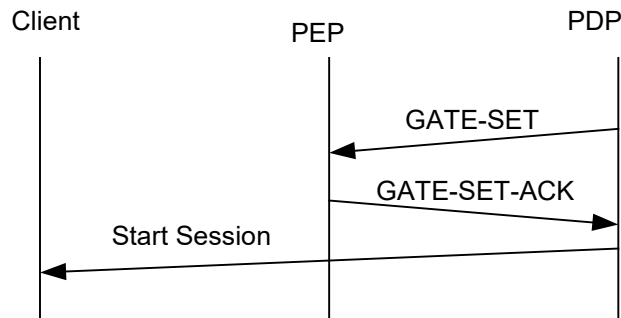 Client
PEP
PDP
GATE-SET
GATE-SET-ACK
Start Session